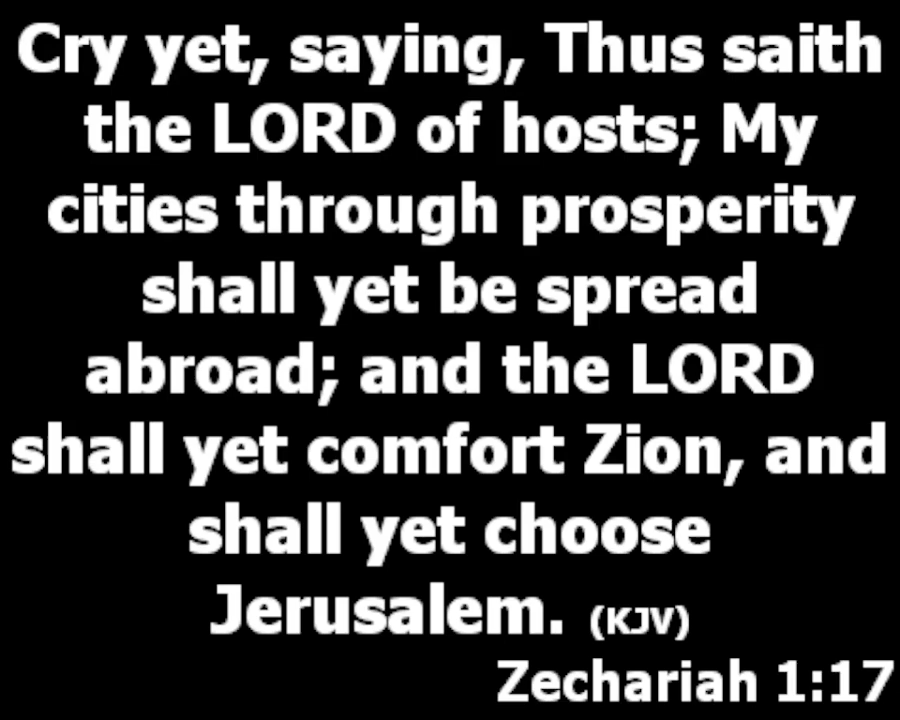 Cry yet, saying, Thus saith
the LORD of hosts; My
cities through prosperity
shall yet be spread
abroad; and the LORD
shall yet comfort Zion, and
shall yet choose
Jerusalem. (KJV)
Zechariah 1:17